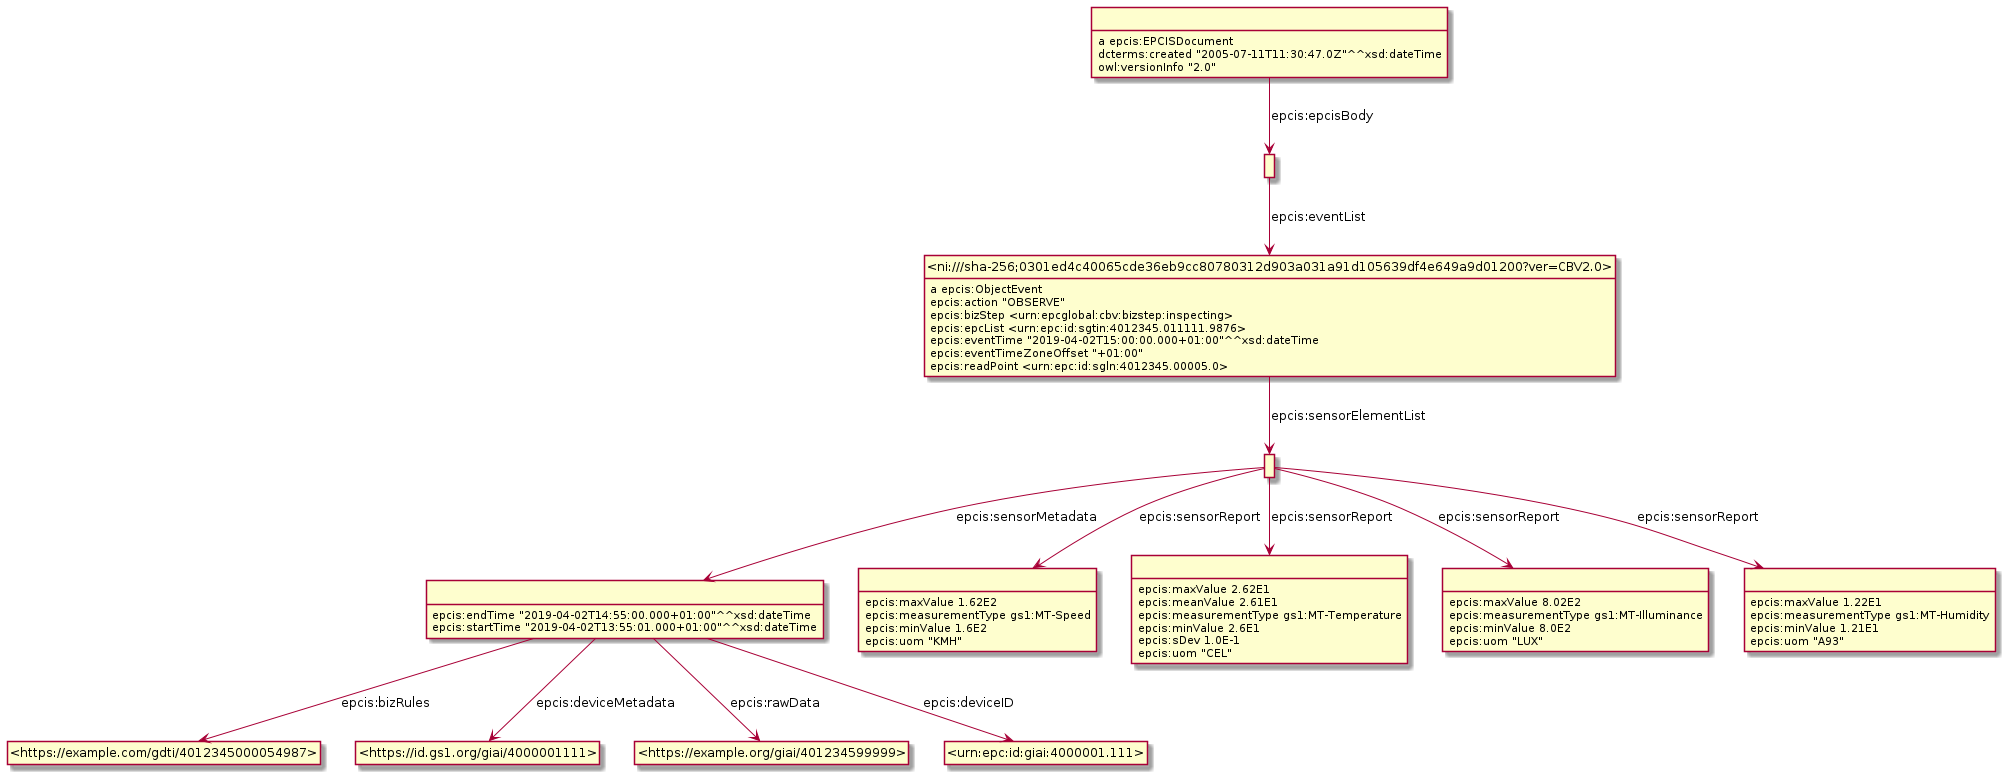 a epcis:EPCISDocument
dcterms:created "2005-07-11T11:30:47.0Z"^^xsd:dateTime
owl:versionInfo "2.0"
epcis:epcisBody
epcis:eventList
<ni:///sha-256;0301ed4c40065cde36eb9cc80780312d903a031a91d105639df4e649a9d01200?ver=CBV2.0>
a epcis:ObjectEvent
epcis:action "OBSERVE"
epcis:bizStep <urn:epcglobal:cbv:bizstep:inspecting>
epcis:epcList <urn:epc:id:sgtin:4012345.011111.9876>
epcis:eventTime "2019-04-02T15:00:00.000+01:00"^^xsd:dateTime
epcis:eventTimeZoneOffset "+01:00"
epcis:readPoint <urn:epc:id:sgln:4012345.00005.0>
epcis:sensorElementList
epcis:sensorMetadata
epcis:sensorReport
epcis:sensorReport
epcis:sensorReport
epcis:sensorReport
epcis:endTime "2019-04-02T14:55:00.000+01:00"^^xsd:dateTime
epcis:startTime "2019-04-02T13:55:01.000+01:00"^^xsd:dateTime
epcis:maxValue 1.62E2
epcis:measurementType gs1:MT-Speed
epcis:minValue 1.6E2
epcis:uom "KMH"
epcis:maxValue 2.62E1
epcis:meanValue 2.61E1
epcis:measurementType gs1:MT-Temperature
epcis:minValue 2.6E1
epcis:sDev 1.0E-1
epcis:uom "CEL"
epcis:maxValue 8.02E2
epcis:measurementType gs1:MT-Illuminance
epcis:minValue 8.0E2
epcis:uom "LUX"
epcis:maxValue 1.22E1
epcis:measurementType gs1:MT-Humidity
epcis:minValue 1.21E1
epcis:uom "A93"
epcis:bizRules
epcis:deviceMetadata
epcis:rawData
epcis:deviceID
<https://example.com/gdti/4012345000054987>
<https://id.gs1.org/giai/4000001111>
<https://example.org/giai/401234599999>
<urn:epc:id:giai:4000001.111>